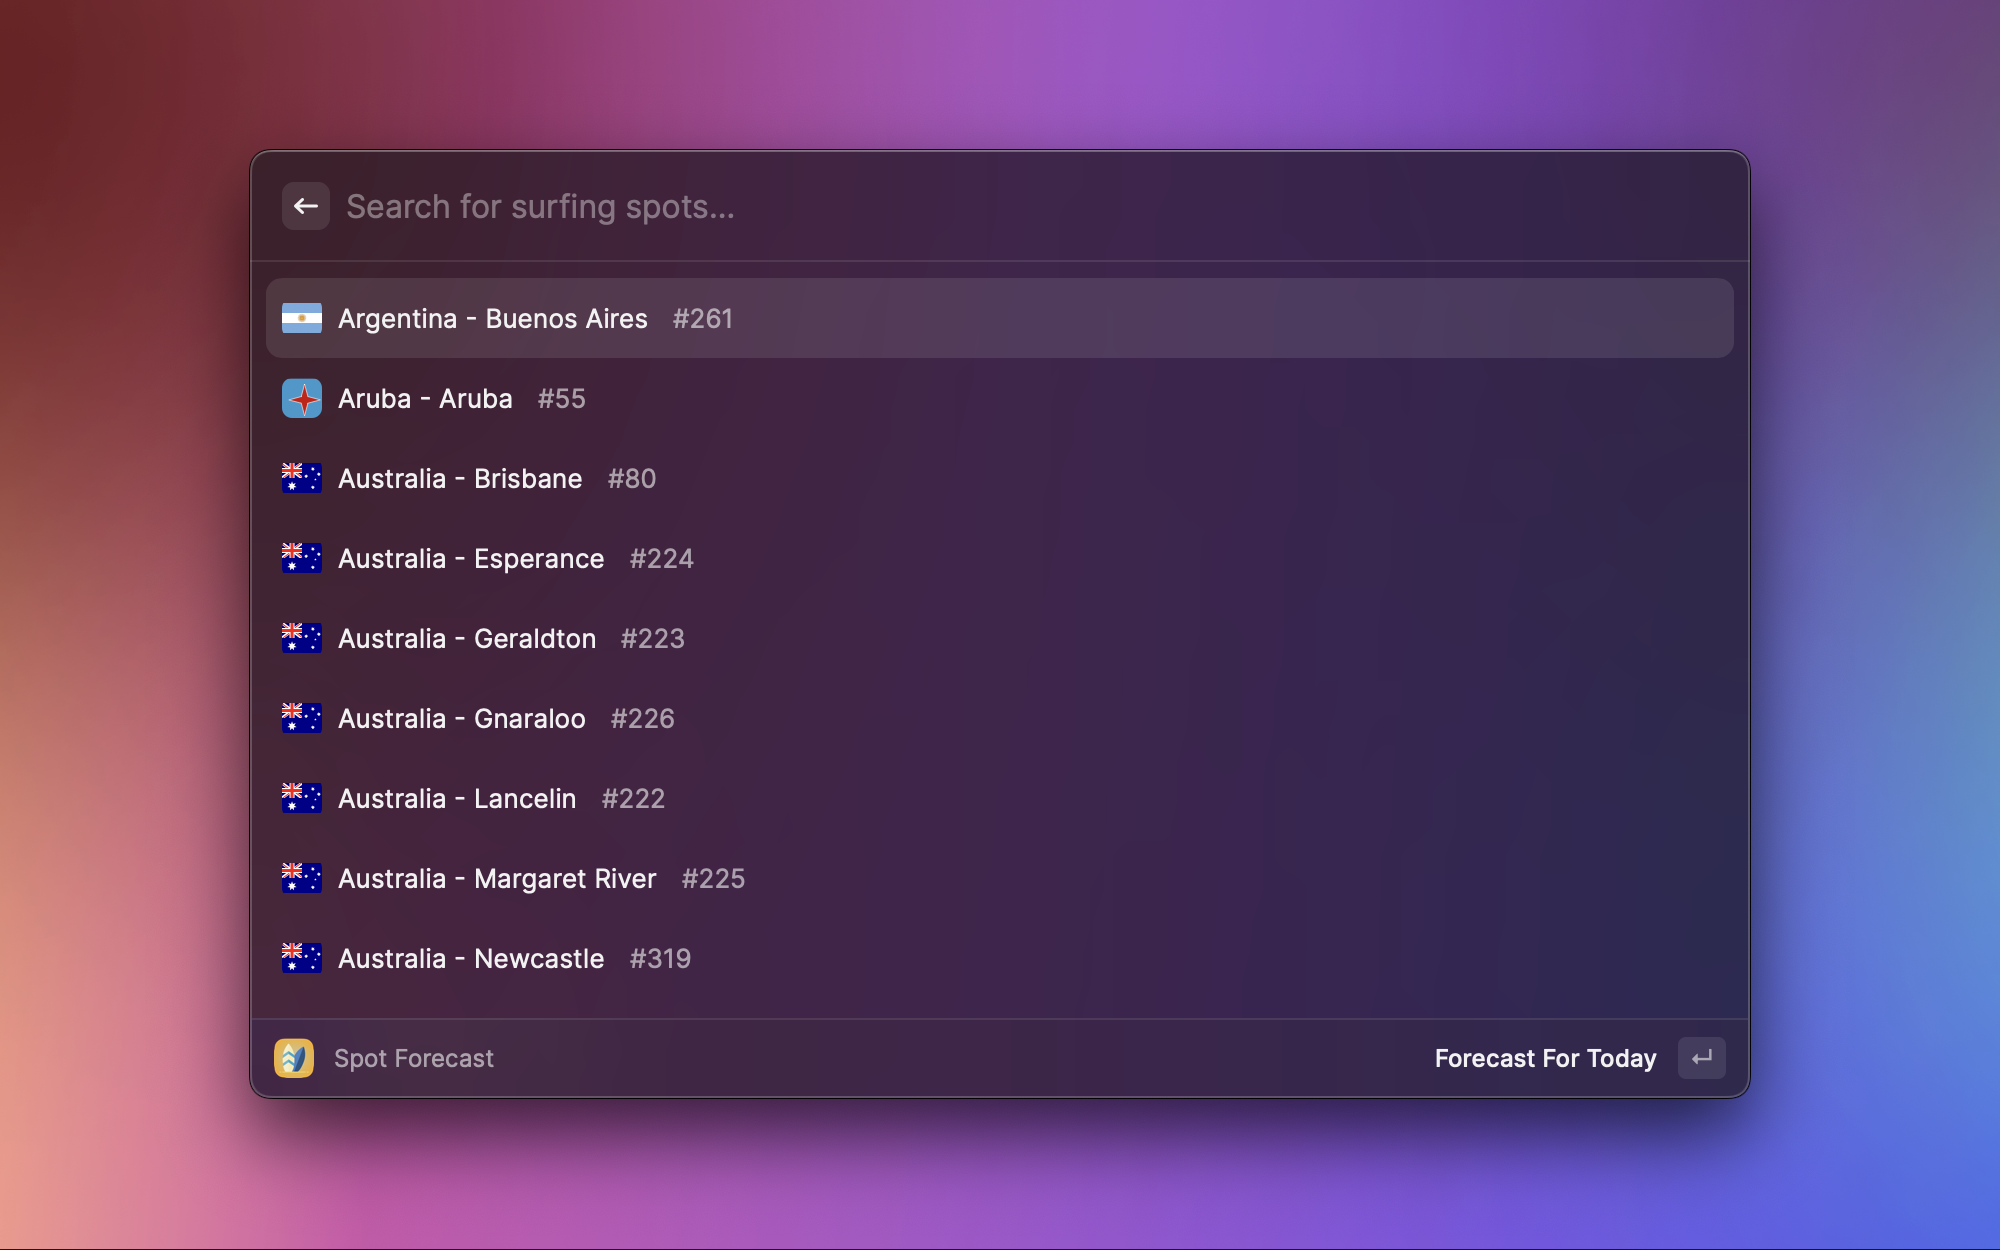 Search for surfing spots...
Argentina - Buenos Aires #261
Aruba - Aruba #55
Australia - Brisbane #80
Australia - Esperance #224
Australia - Geraldton #223
Australia - Gnaraloo #226
Australia - Lancelin #222
Australia - Margaret River #225
Australia - Newcastle #319
Spot Forecast Forecast For Today